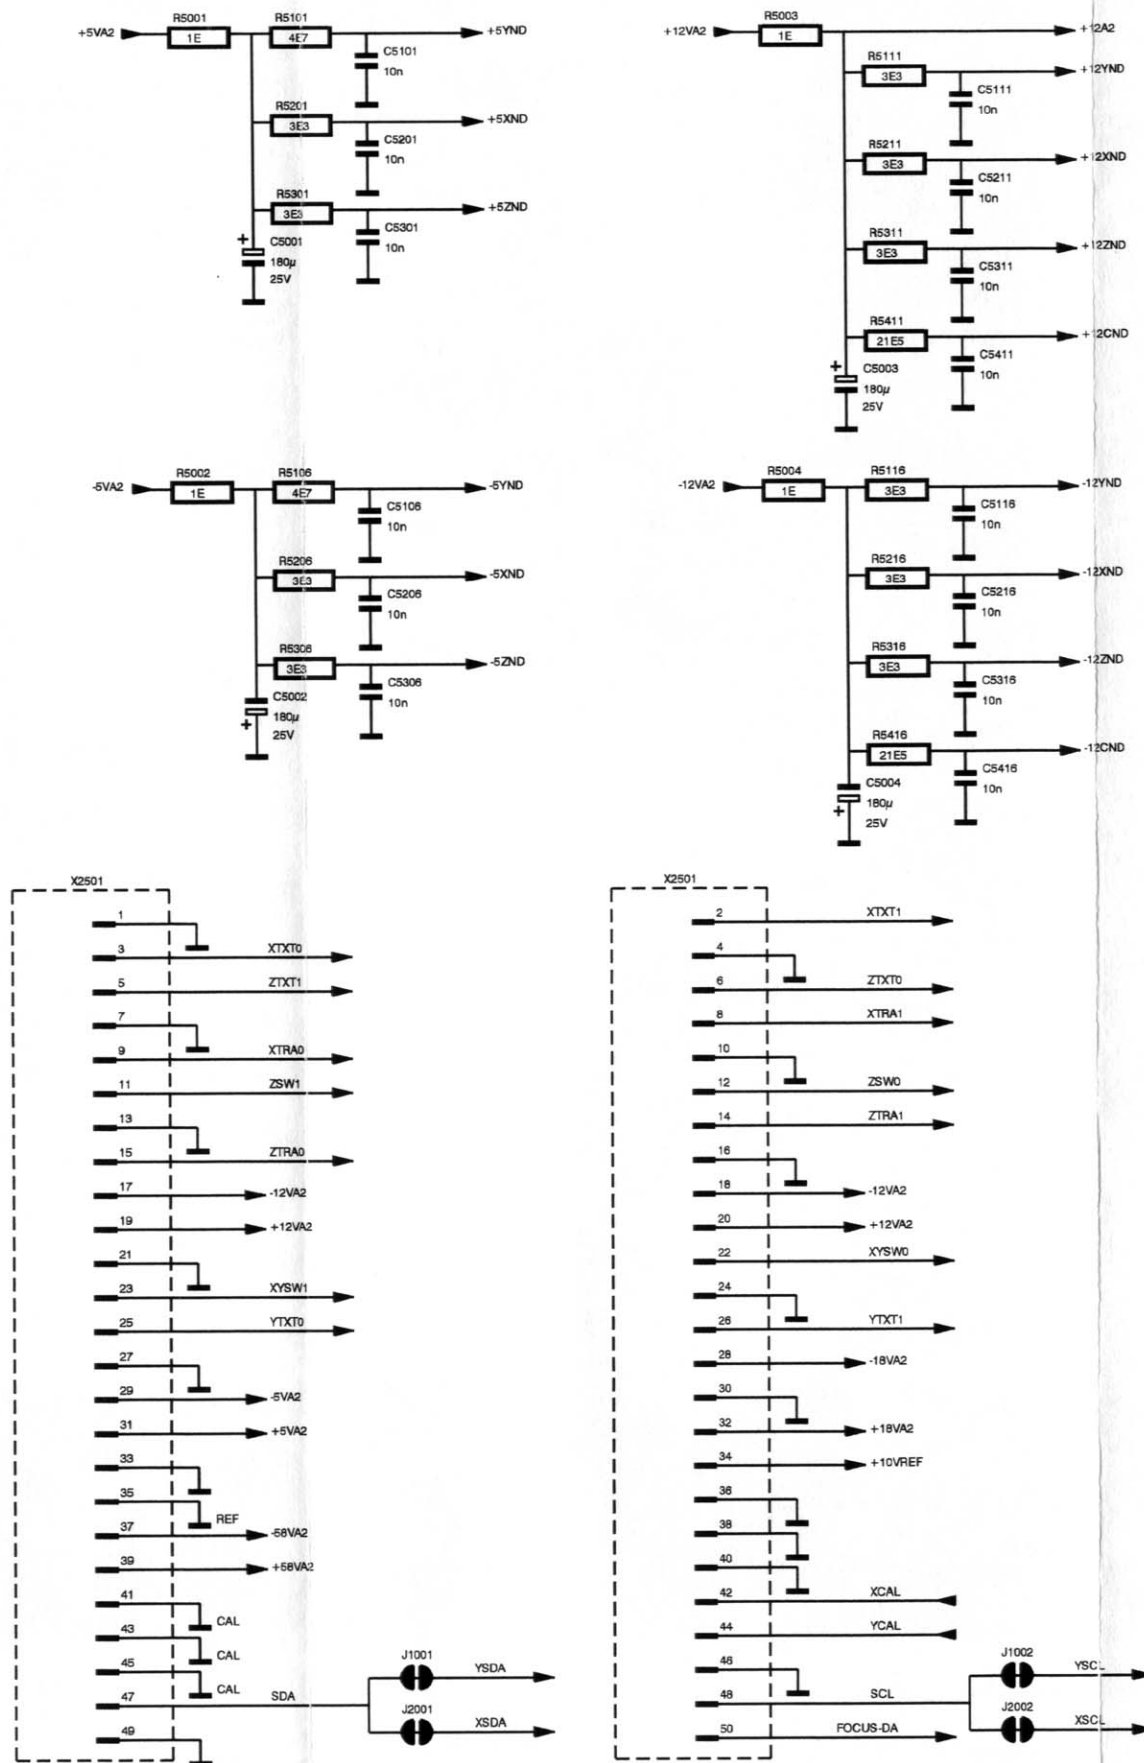 +5VA2 R5001 1E R5101 4E7 +5YND
C5101
10n
R5201 3E3 +5XND
C5201
10n
R5301 3E3 +5ZND
C5301
10n
+ C5001
180µ
25V
+12VA2 R5003 1E +12A2
R5111 3E3 +12YND
C5111
10n
R5211 3E3 +12XND
C5211
10n
R5311 3E3 +12ZND
C5311
10n
R5411 21E5 +12CND
C5411
10n
+ C5003
180µ
25V
-5VA2 R5002 1E R5106 4E7 -5YND
C5106
10n
R5206 3E3 -5XND
C5206
10n
R5306 3E3 -5ZND
C5306
10n
C5002
+ 180µ
25V
-12VA2 R5004 1E R5116 3E3 -12YND
C5116
10n
R5216 3E3 -12XND
C5216
10n
R5316 3E3 -12ZND
C5316
10n
R5416 21E5 -12CND
C5416
10n
C5004
+ 180µ
25V
X2501
1
3 XTXT0
5 ZTXT1
7
9 XTRA0
11 ZSW1
13
15 ZTRA0
17 -12VA2
19 +12VA2
21
23 XYSW1
25 YTXT0
27
29 -5VA2
31 +5VA2
33
35 REF
37 -58VA2
39 +58VA2
41 CAL
43 CAL
45 CAL
47 SDA
J1001 YSDA
J2001 XSDA
49
X2501
2 XTXT1
4
6 ZTXT0
8 XTRA1
10
12 ZSW0
14 ZTRA1
16
18 -12VA2
20 +12VA2
22 XYSW0
24
26 YTXT1
28 -18VA2
30
32 +18VA2
34 +10VREF
36
38
40
42 XCAL
44 YCAL
46
48 SCL
J1002 YSCL
J2002 XSCL
50 FOCUS-DA